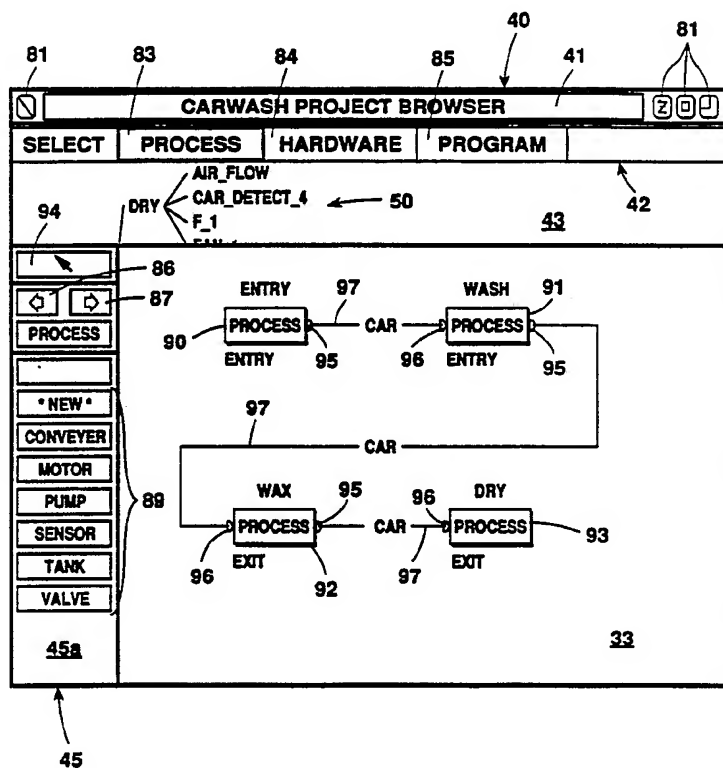 81 83 84 85 40 41 81
CARWASH PROJECT BROWSER Z
SELECT PROCESS HARDWARE PROGRAM
42
AIR_FLOW
DRY CAR_DETECT_4 50 43
F_1
94
86
87
PROCESS
ENTRY 97 WASH 91
90 PROCESS CAR PROCESS
95 96 95
ENTRY ENTRY
*NEW*
CONVEYER
MOTOR
PUMP
SENSOR
TANK
VALVE
89
97
CAR
WAX 95 96 DRY
PROCESS CAR PROCESS 93
96 EXIT 92 97 EXIT
45a 33
45